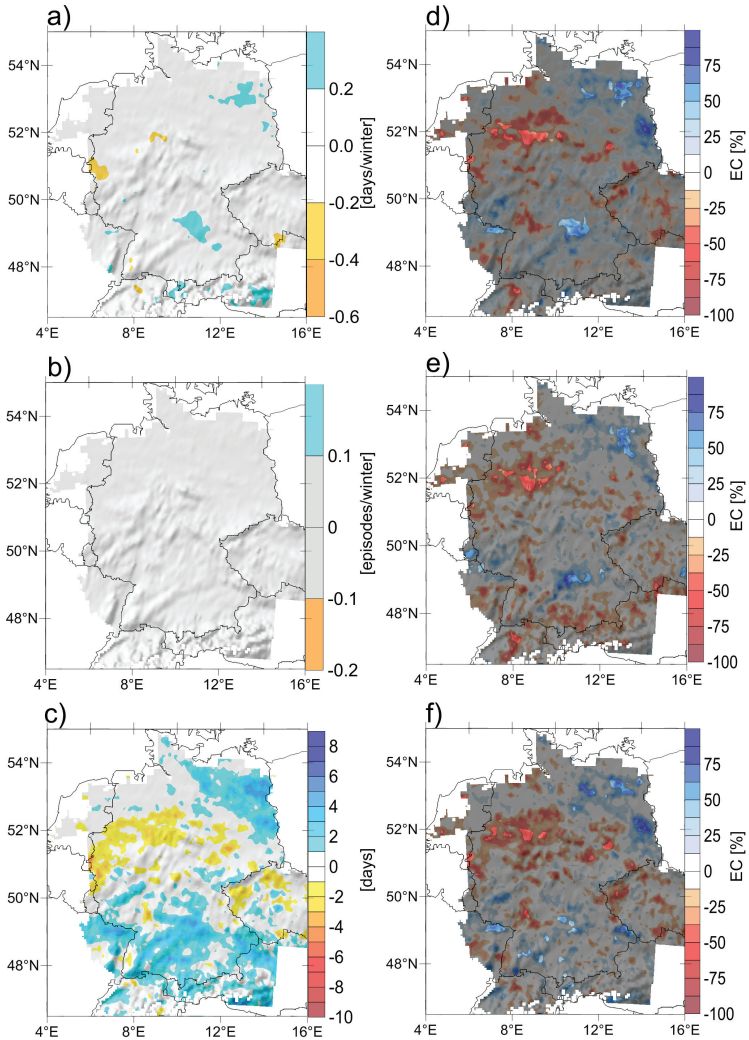 a)
d)
54°N
52°N
50°N
48°N
4°E
8°E
12°E
16°E
0.2
0.0
-0.2
-0.4
-0.6
[days/winter]
54°N
52°N
50°N
48°N
4°E
8°E
12°E
16°E
75
50
25
0
-25
-50
-75
-100
EC [%]
b)
e)
54°N
52°N
50°N
48°N
4°E
8°E
12°E
16°E
0.1
0
-0.1
-0.2
[episodes/winter]
54°N
52°N
50°N
48°N
4°E
8°E
12°E
16°E
75
50
25
0
-25
-50
-75
-100
EC [%]
c)
f)
54°N
52°N
50°N
48°N
4°E
8°E
12°E
16°E
8
6
4
2
0
-2
-4
-6
-8
-10
[days]
54°N
52°N
50°N
48°N
4°E
8°E
12°E
16°E
75
50
25
0
-25
-50
-75
-100
EC [%]